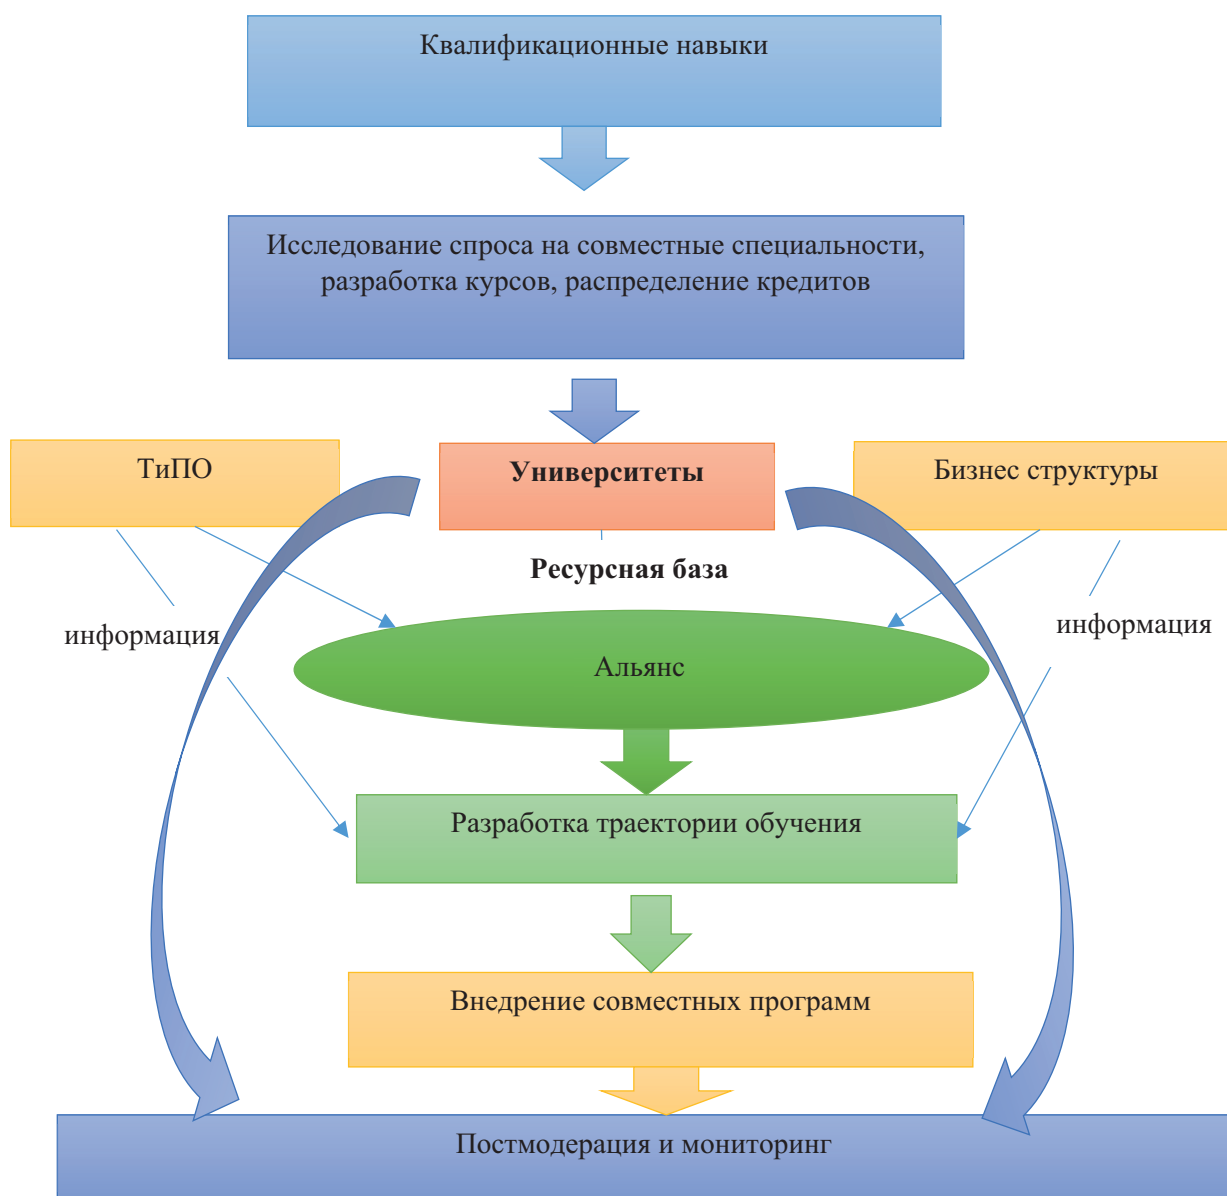 Квалификационные навыки
Исследование спроса на совместные специальности,
разработка курсов, распределение кредитов
ТиПО
Университеты
Бизнес структуры
Ресурсная база
информация
информация
Альянс
Разработка траектории обучения
Внедрение совместных программ
Постмодерация и мониторинг